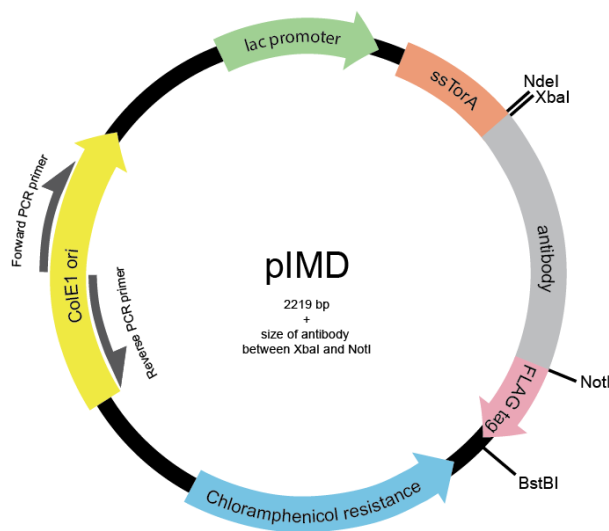 lac promoter
ssTorA
NdeI
XbaI
antibody
NotI
FLAG tag
BstBI
Chloramphenicol resistance
ColE1 ori
Forward PCR primer
Reverse PCR primer
pIMD
2219 bp
+
size of antibody
between XbaI and NotI